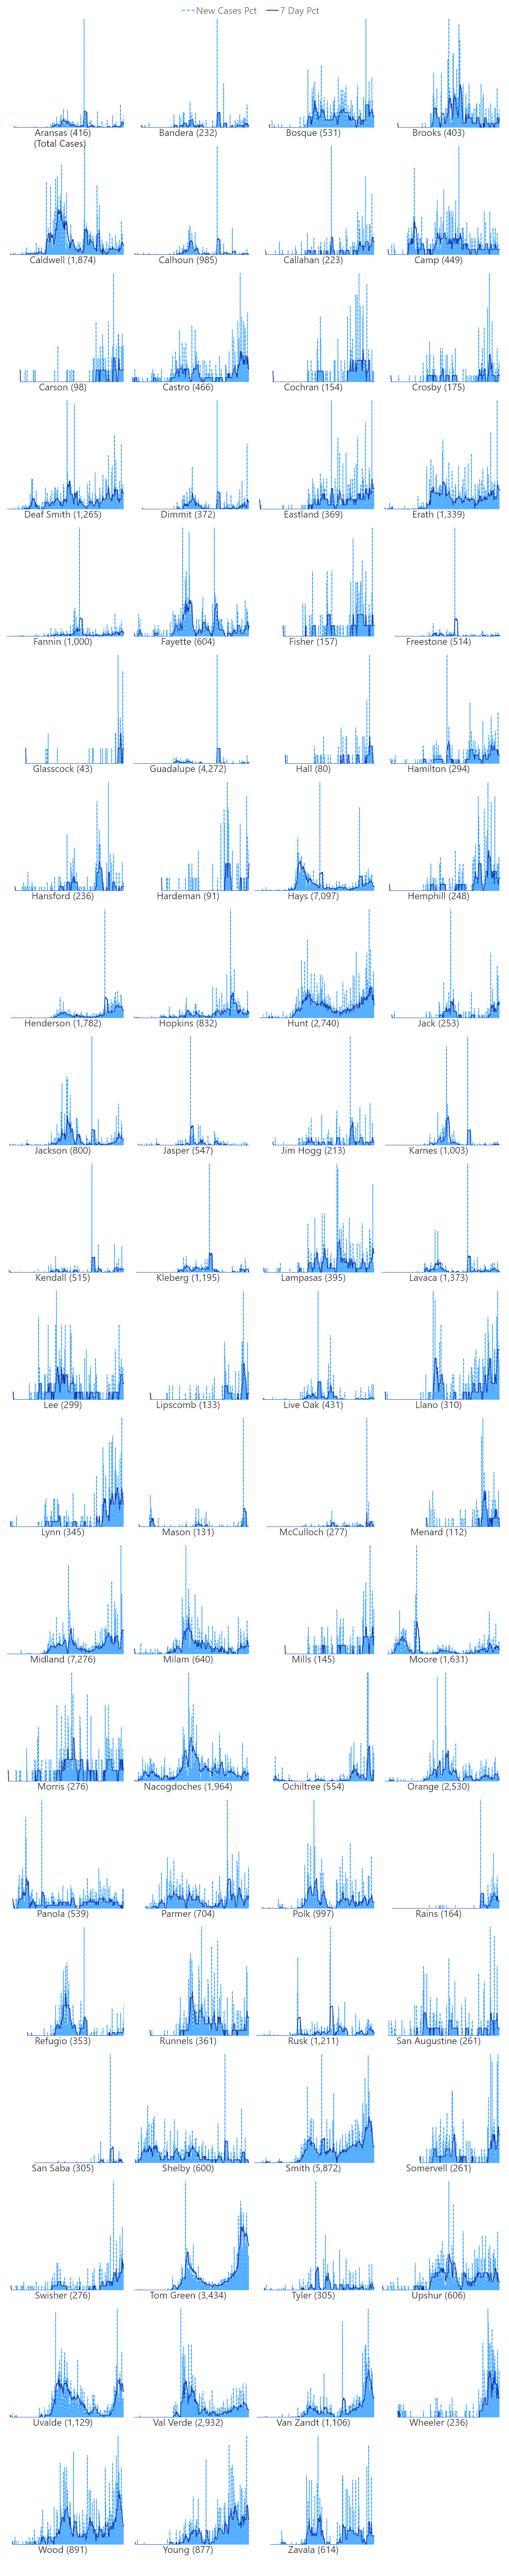 New Cases Pct 7 Day Pct
Aransas (416) Bandera (232) Bosque (531) Brooks (403)
(Total Cases)
Caldwell (1,874) Calhoun (985) Callahan (223) Camp (449)
Carson (98) Castro (466) Cochran (154) Crosby (175)
Deaf Smith (1,265) Dimmit (372) Eastland (369) Erath (1,339)
Fannin (1,000) Fayette (604) Fisher (157) Freestone (514)
Glasscock (43) Guadalupe (4,272) Hall (80) Hamilton (294)
Hansford (236) Hardeman (91) Hays (7,097) Hemphill (248)
Henderson (1,782) Hopkins (832) Hunt (2,740) Jack (253)
Jackson (800) Jasper (547) Jim Hogg (213) Karnes (1,003)
Kendall (515) Kleberg (1,195) Lampasas (395) Lavaca (1,373)
Lee (299) Lipscomb (133) Live Oak (431) Llano (310)
Lynn (345) Mason (131) McCulloch (277) Menard (112)
Midland (7,276) Milam (640) Mills (145) Moore (1,631)
Morris (276) Nacogdoches (1,964) Ochiltree (554) Orange (2,530)
Panola (539) Parmer (704) Polk (997) Rains (164)
Refugio (353) Runnels (361) Rusk (1,211) San Augustine (261)
San Saba (305) Shelby (600) Smith (5,872) Somervell (261)
Swisher (276) Tom Green (3,434) Tyler (305) Upshur (606)
Uvalde (1,129) Val Verde (2,932) Van Zandt (1,106) Wheeler (236)
Wood (891) Young (877) Zavala (614)